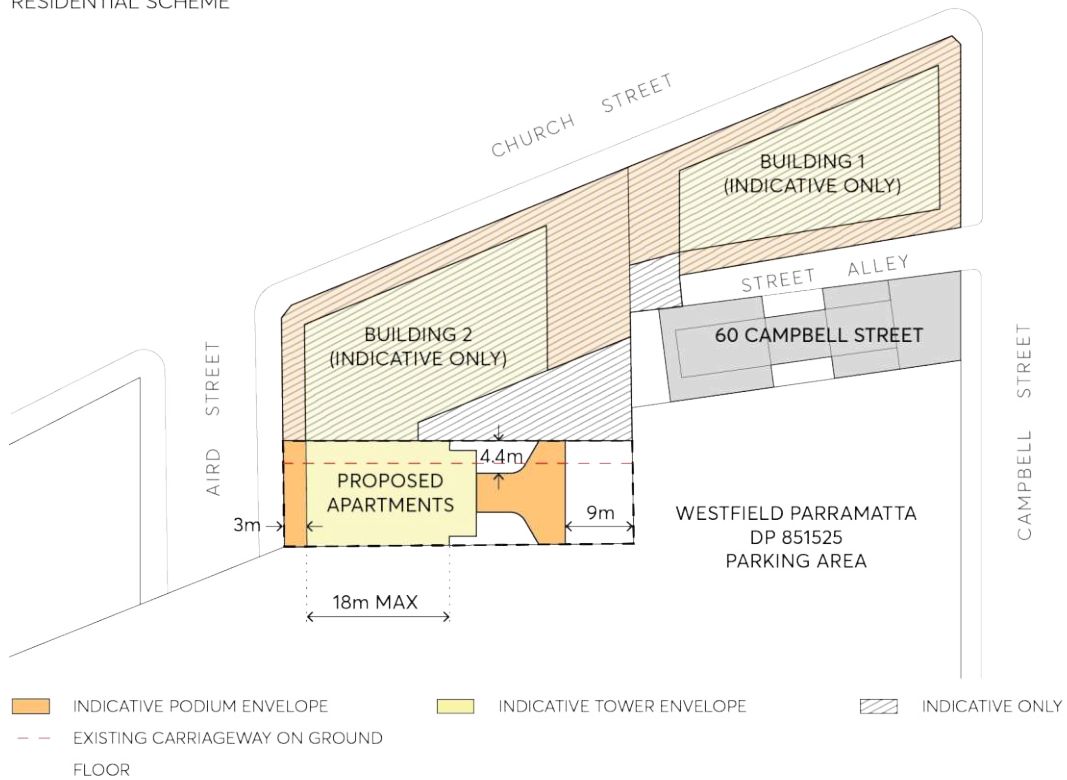 RESIDENTIAL SCHEME
CHURCH STREET
BUILDING 1
(INDICATIVE ONLY)
STREET ALLEY
60 CAMPBELL STREET
BUILDING 2
(INDICATIVE ONLY)
AIRD STREET
CAMPBELL STREET
4.4m
PROPOSED
APARTMENTS
3m
9m
WESTFIELD PARRAMATTA
DP 851525
PARKING AREA
18m MAX
INDICATIVE PODIUM ENVELOPE
INDICATIVE TOWER ENVELOPE
INDICATIVE ONLY
EXISTING CARRIAGEWAY ON GROUND
FLOOR